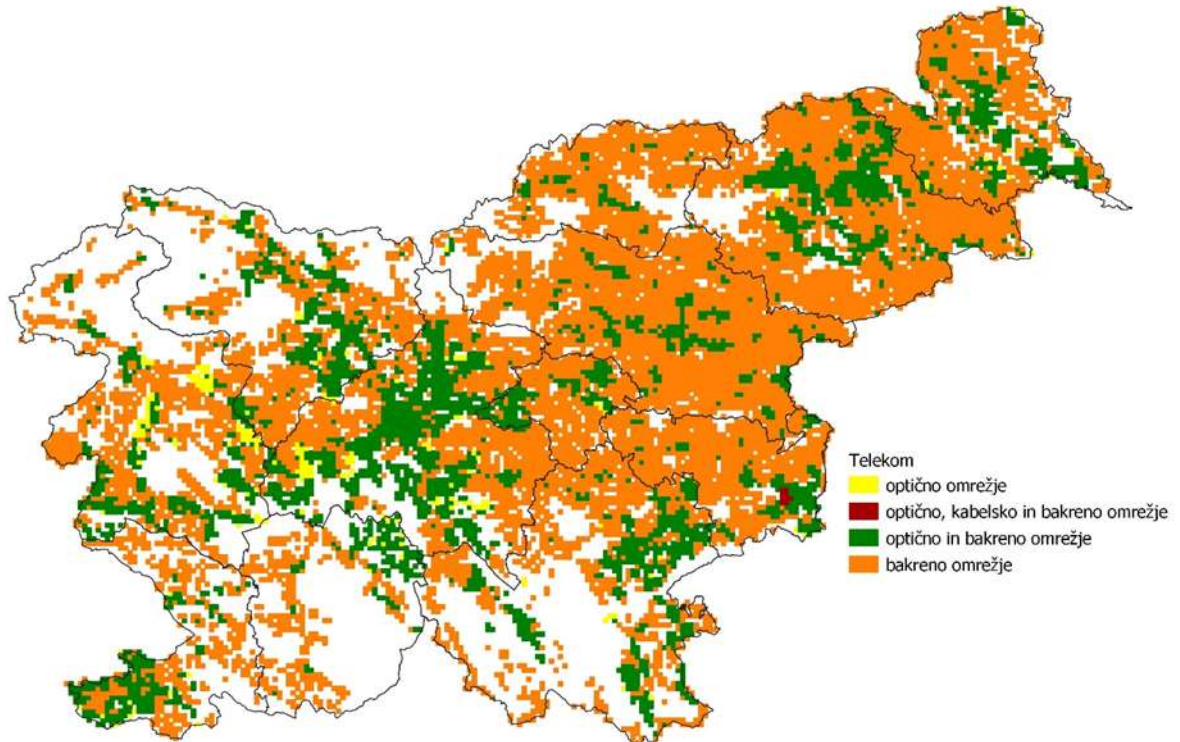 Telekom
optično omrežje
optično, kabelsko in bakreno omrežje
optično in bakreno omrežje
bakreno omrežje